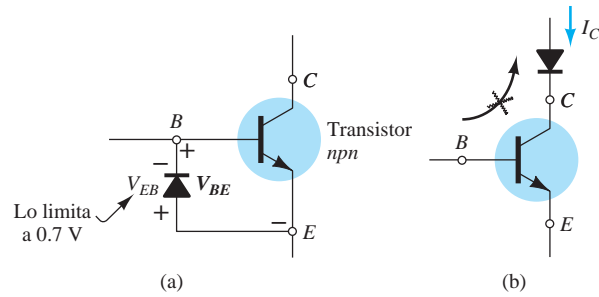 I_C
C
C
B
Transistor
npn
B
−
+
V_EB
V_BE
Lo limita
a 0.7 V
+
−
E
E
(a)
(b)